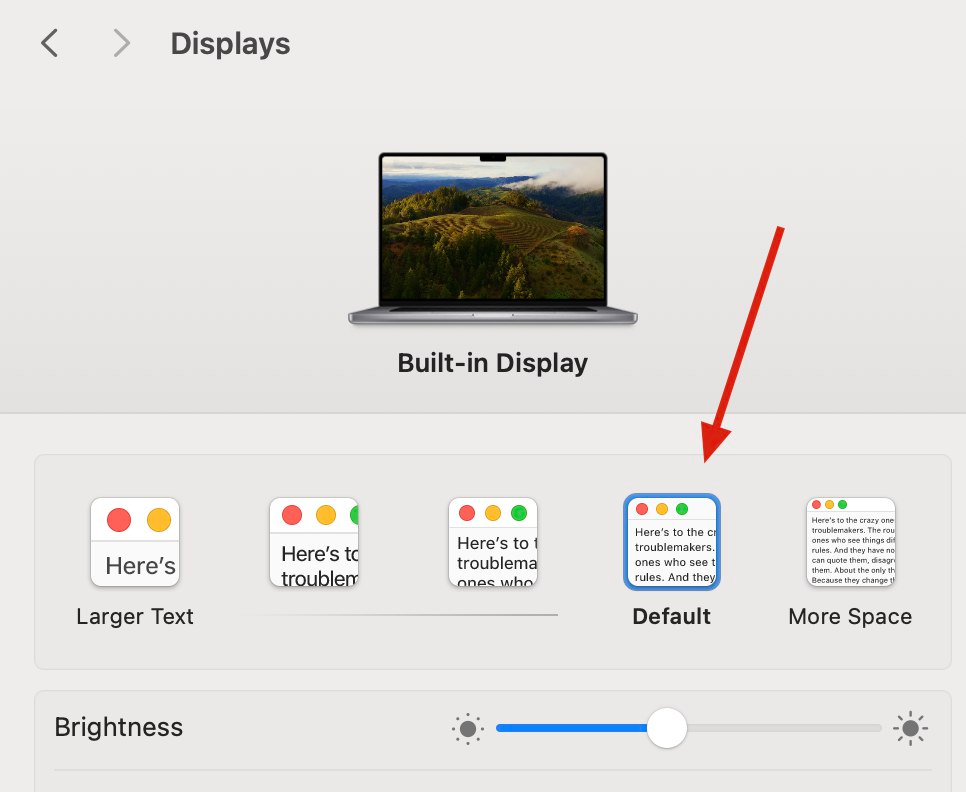 Displays
Built-in Display
Here's
Here's to
troublem
Here's to t
troublema
ones who
Here's to the cr
troublemakers.
ones who see t
rules. And they
Here's to the crazy one
troublemakers. The rou
ones who see things dif
rules. And they have no
can quote them, disagr
them. About the only th
Because they change t
Larger Text
Default
More Space
Brightness